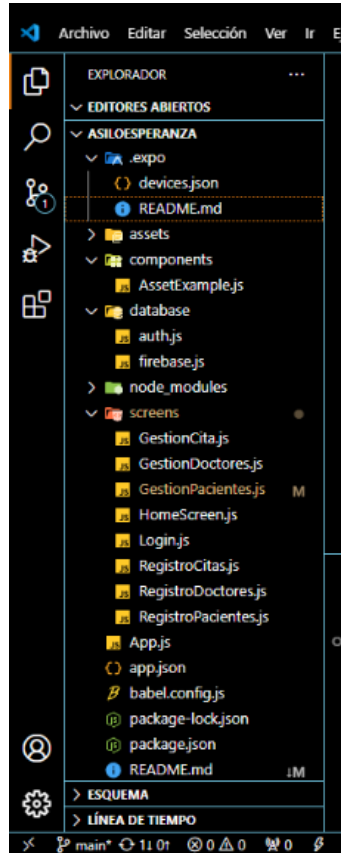 Archivo Editar Selección Ver Ir
EXPLORADOR ...
EDITORES ABIERTOS
ASILOESPERANZA
.expo
devices.json
README.md
assets
components
AssetExample.js
database
auth.js
firebase.js
node_modules
screens
GestionCita.js
GestionDoctores.js
GestionPacientes.js M
HomeScreen.js
Login.js
RegistroCitas.js
RegistroDoctores.js
RegistroPacientes.js
App.js
app.json
babel.config.js
package-lock.json
package.json
README.md ↓M
ESQUEMA
LÍNEA DE TIEMPO
main* 1↓ 0↑ 0 0 0